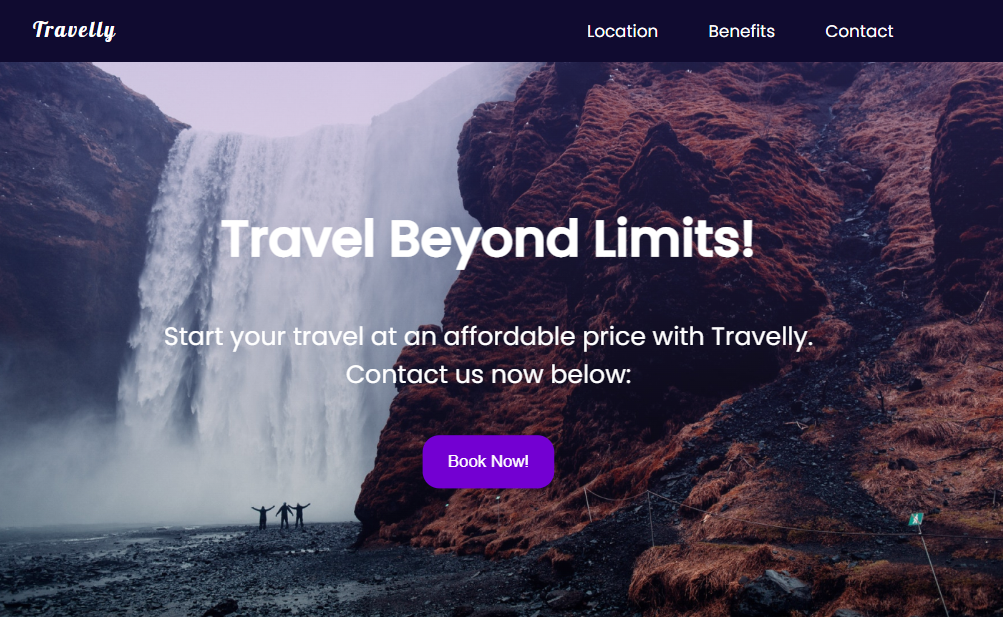 Travelly
Location Benefits Contact
Travel Beyond Limits!
Start your travel at an affordable price with Travelly.
Contact us now below:
Book Now!